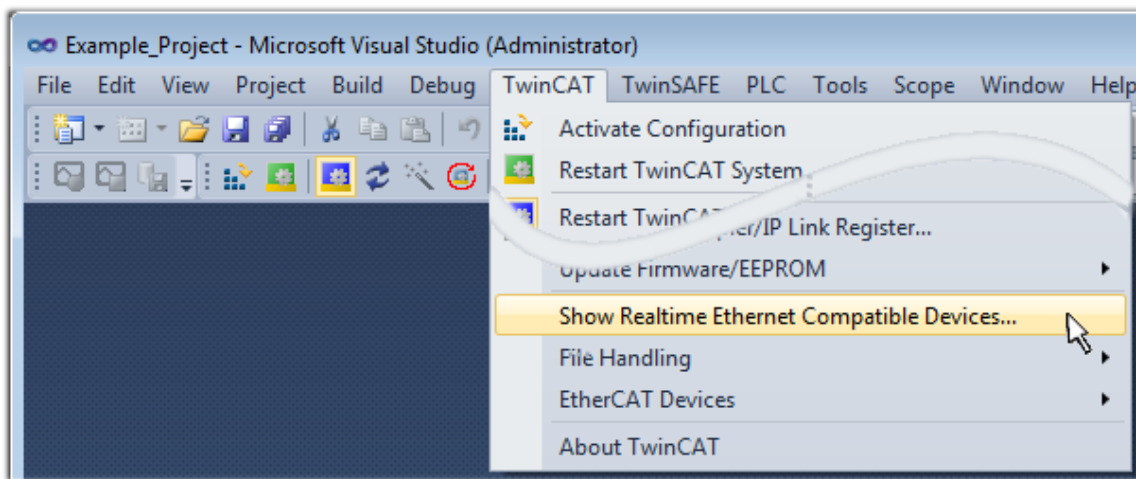 Example_Project - Microsoft Visual Studio (Administrator)
File Edit View Project Build Debug TwinCAT TwinSAFE PLC Tools Scope Window Help
Activate Configuration
Restart TwinCAT System
Restart TwinCAT
/IP Link Register...
Update Firmware/EEPROM
Show Realtime Ethernet Compatible Devices...
File Handling
EtherCAT Devices
About TwinCAT